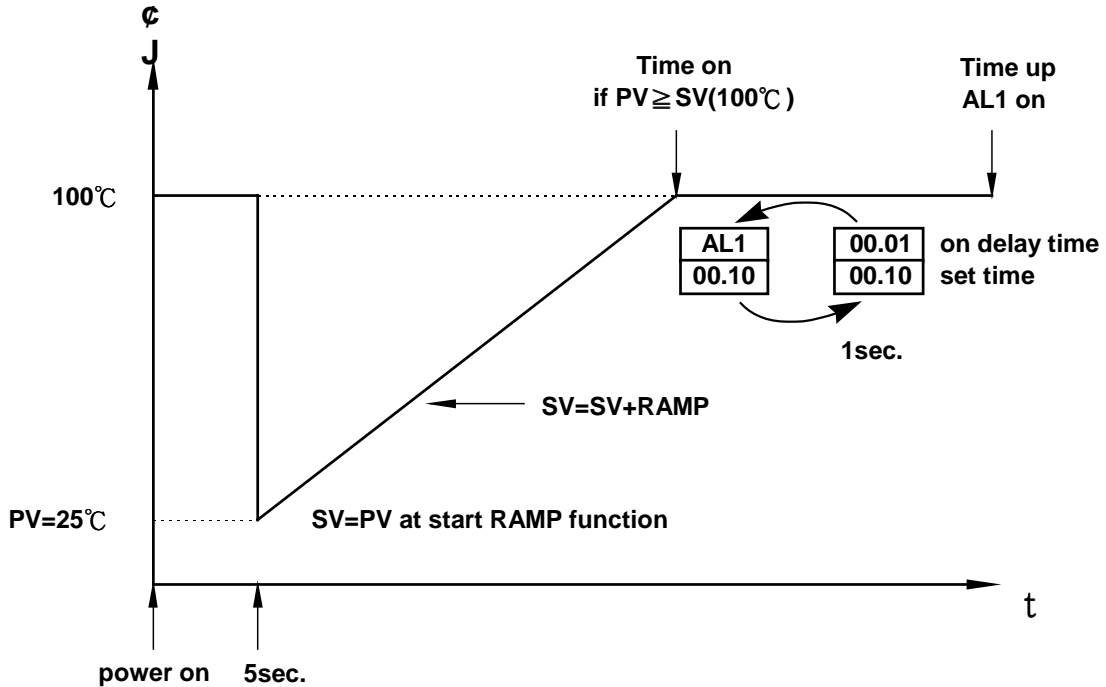 ¢
J
Time on
if PV≧SV(100℃)
Time up
AL1 on
100℃
AL1
00.10
00.01
00.10
on delay time
set time
1sec.
SV=SV+RAMP
PV=25℃
SV=PV at start RAMP function
t
power on
5sec.